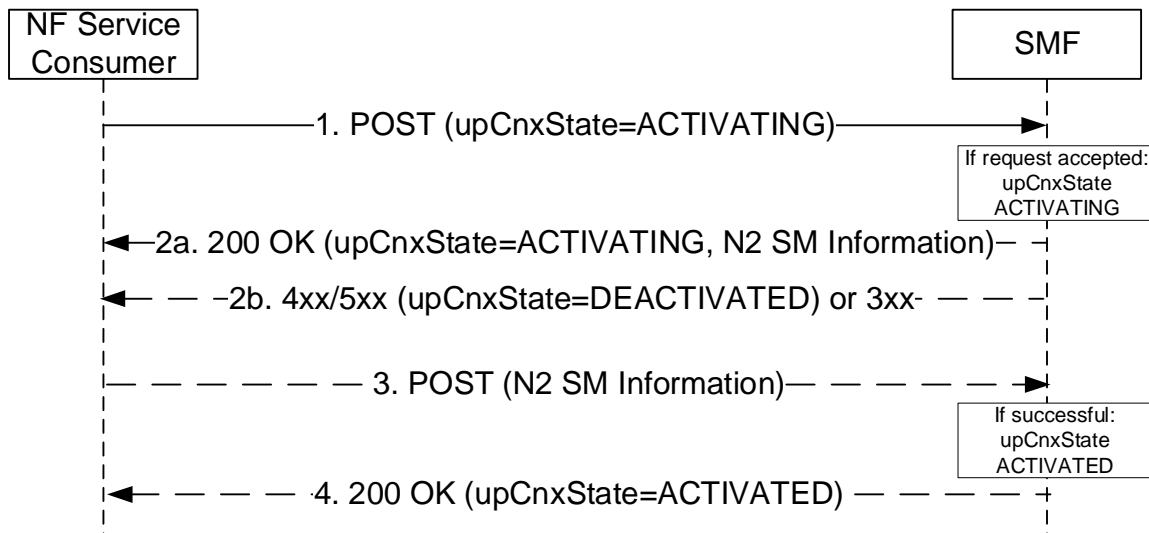 NF Service
Consumer
SMF
1. POST (upCnxState=ACTIVATING)
If request accepted:
upCnxState
ACTIVATING
2a. 200 OK (upCnxState=ACTIVATING, N2 SM Information)
2b. 4xx/5xx (upCnxState=DEACTIVATED) or 3xx
3. POST (N2 SM Information)
If successful:
upCnxState
ACTIVATED
4. 200 OK (upCnxState=ACTIVATED)